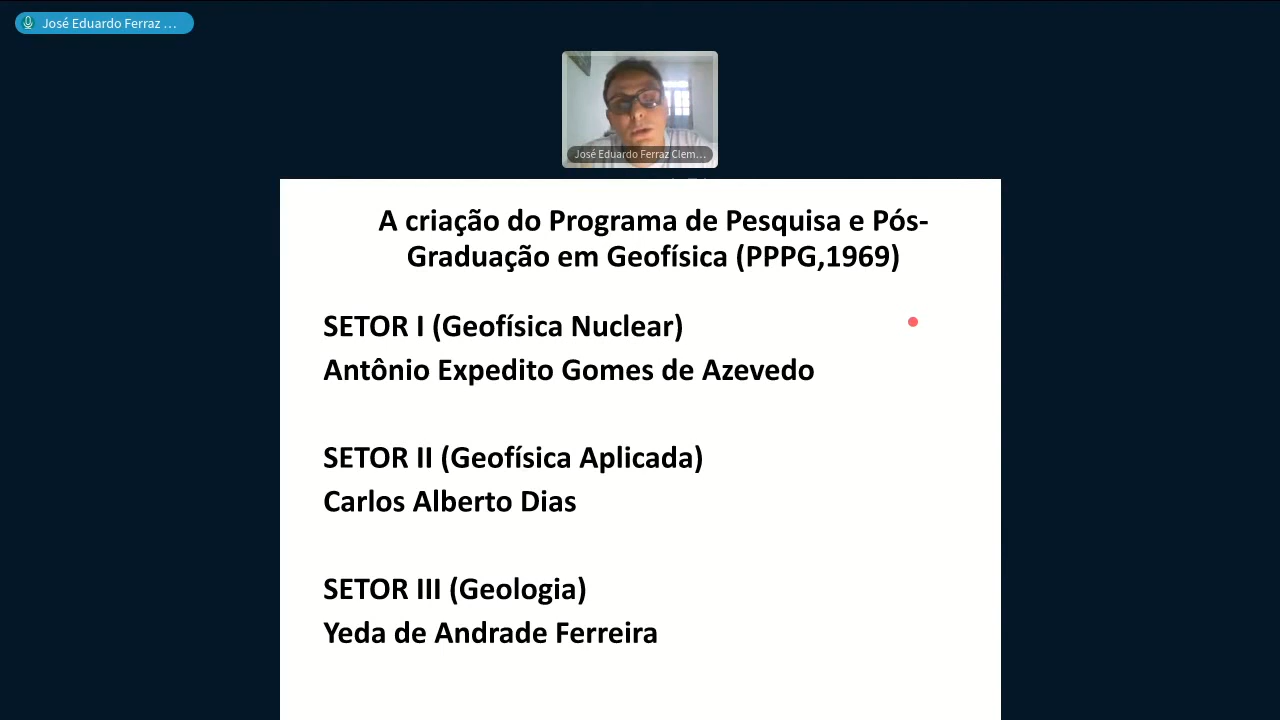 José Eduardo Ferraz ...
José Eduardo Ferraz Clem...
A criação do Programa de Pesquisa e Pós-
Graduação em Geofísica (PPPG,1969)
SETOR I (Geofísica Nuclear)
Antônio Expedito Gomes de Azevedo
SETOR II (Geofísica Aplicada)
Carlos Alberto Dias
SETOR III (Geologia)
Yeda de Andrade Ferreira